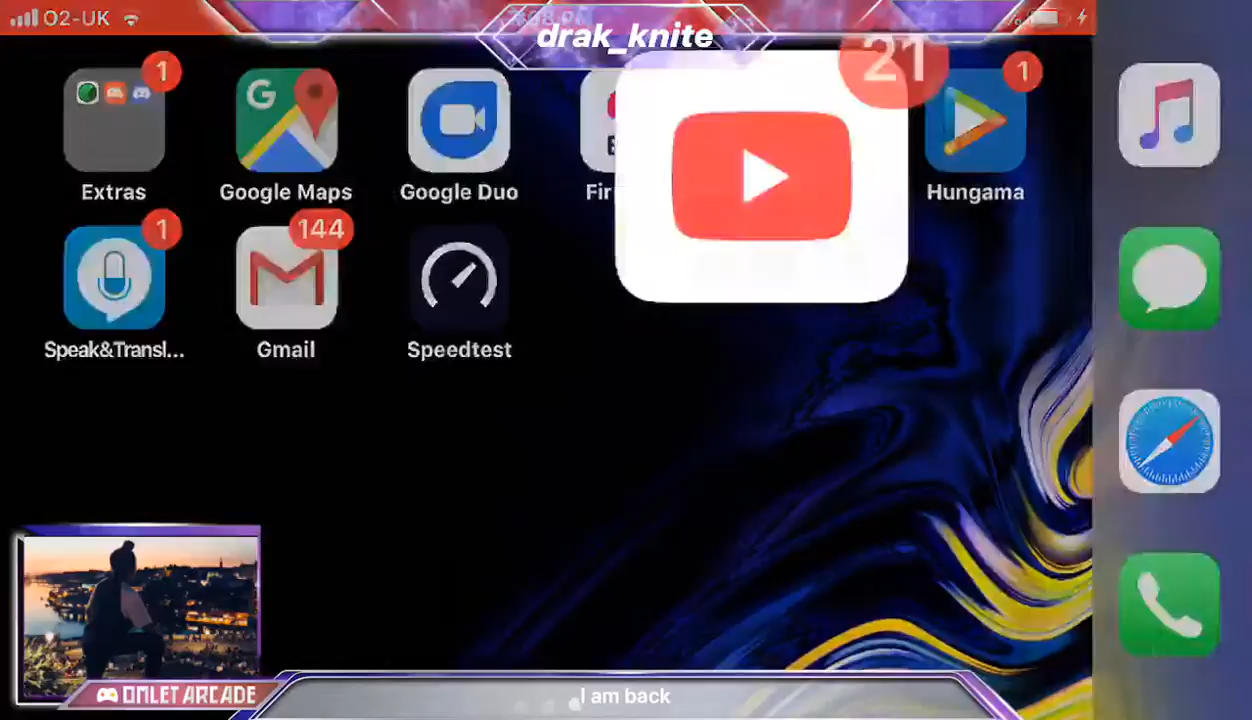 O2-UK
drak_knite
1
21
1
Extras
Google Maps
Google Duo
Fir
Hungama
1
144
Speak&Transl...
Gmail
Speedtest
OMLET ARCADE
I am back